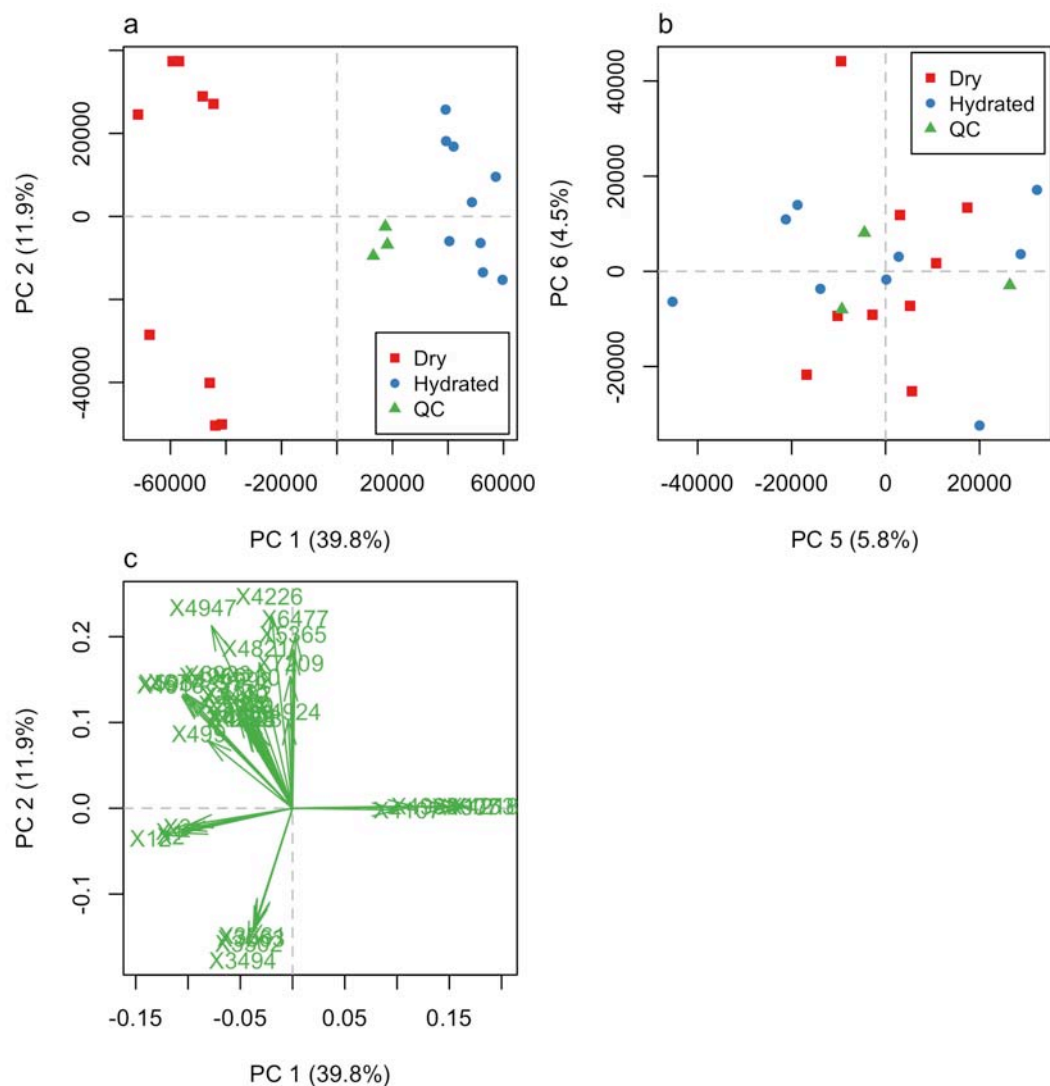 a
PC 2 (11.9%)
20000
0
-40000
Dry
Hydrated
QC
-60000
-20000
20000
60000
PC 1 (39.8%)
b
PC 6 (4.5%)
40000
20000
0
-20000
Dry
Hydrated
QC
-40000
-20000
0
20000
PC 5 (5.8%)
c
PC 2 (11.9%)
0.2
0.1
0.0
-0.1
X4226
X4947
X6477
X5365
X4821
X7209
X499
X3494
-0.15
-0.05
0.05
0.15
PC 1 (39.8%)